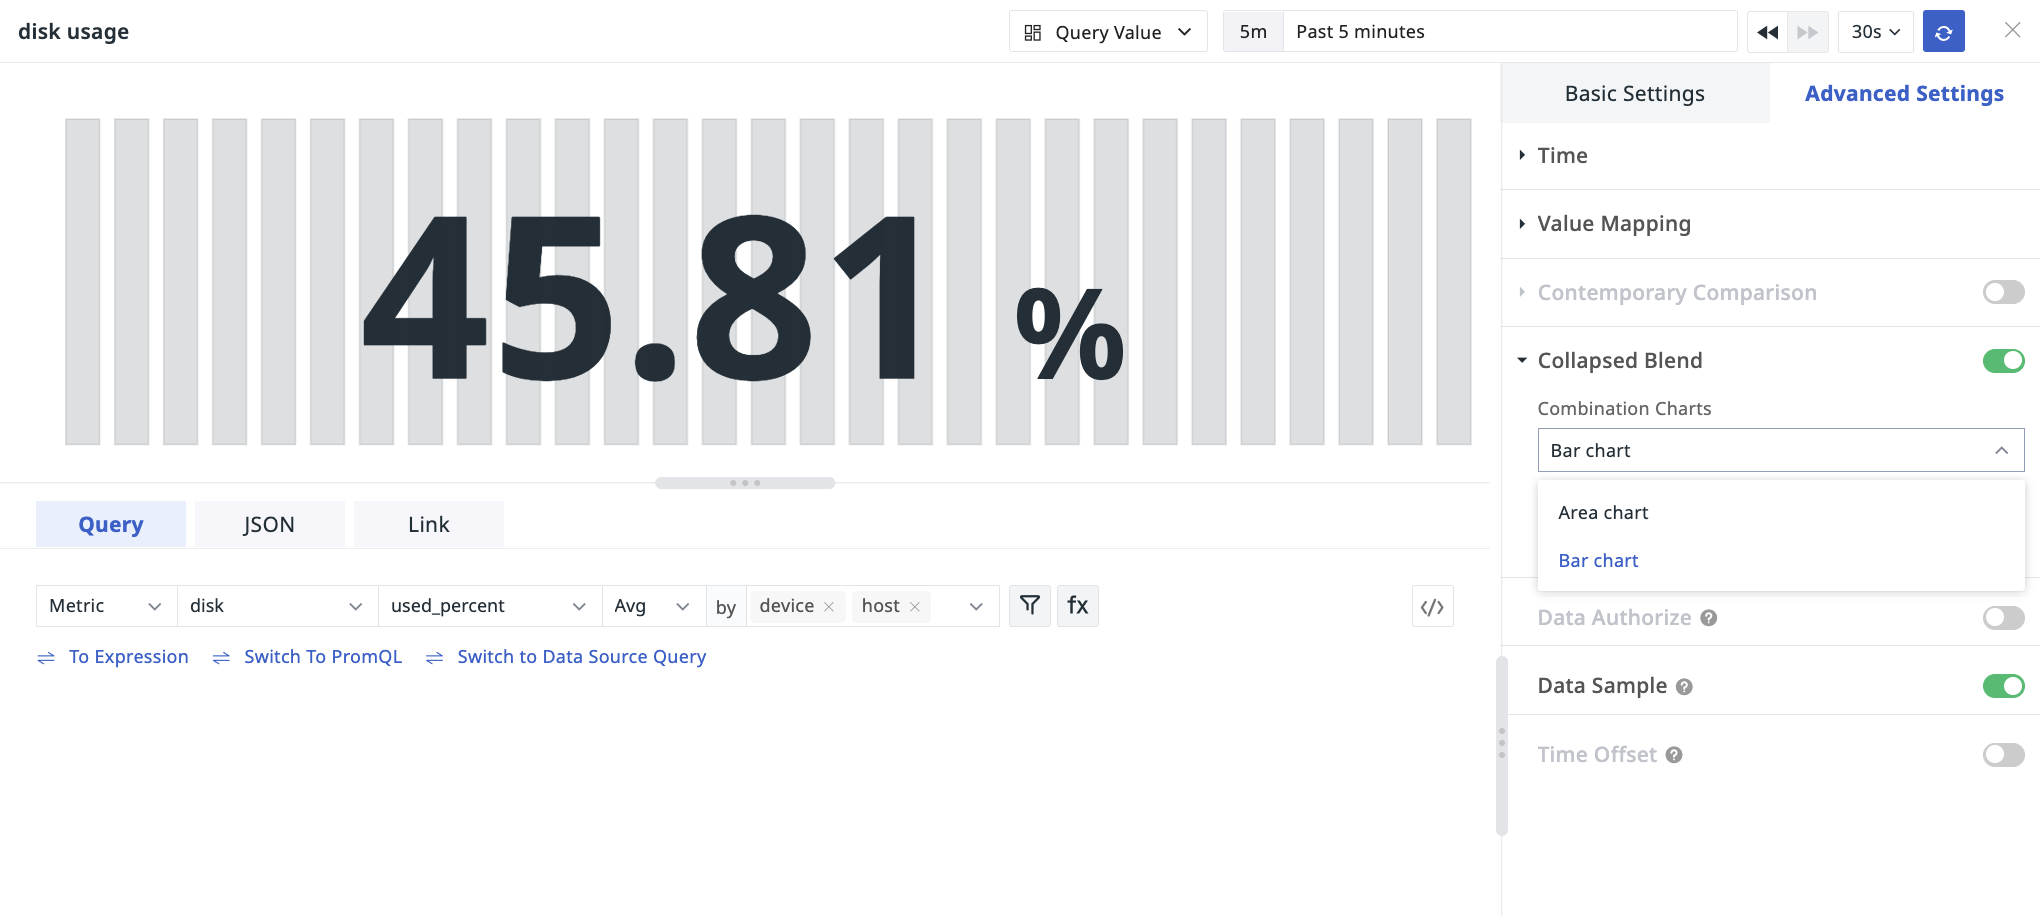 disk usage
Query Value
5m
Past 5 minutes
30s
Basic Settings
Advanced Settings
45.81 %
Time
Value Mapping
Contemporary Comparison
Collapsed Blend
Combination Charts
Bar chart
Area chart
Bar chart
Data Authorize ?
Data Sample ?
Time Offset ?
Query
JSON
Link
Metric
disk
used_percent
Avg
by
device ×
host ×
fx
</>
To Expression
Switch To PromQL
Switch to Data Source Query